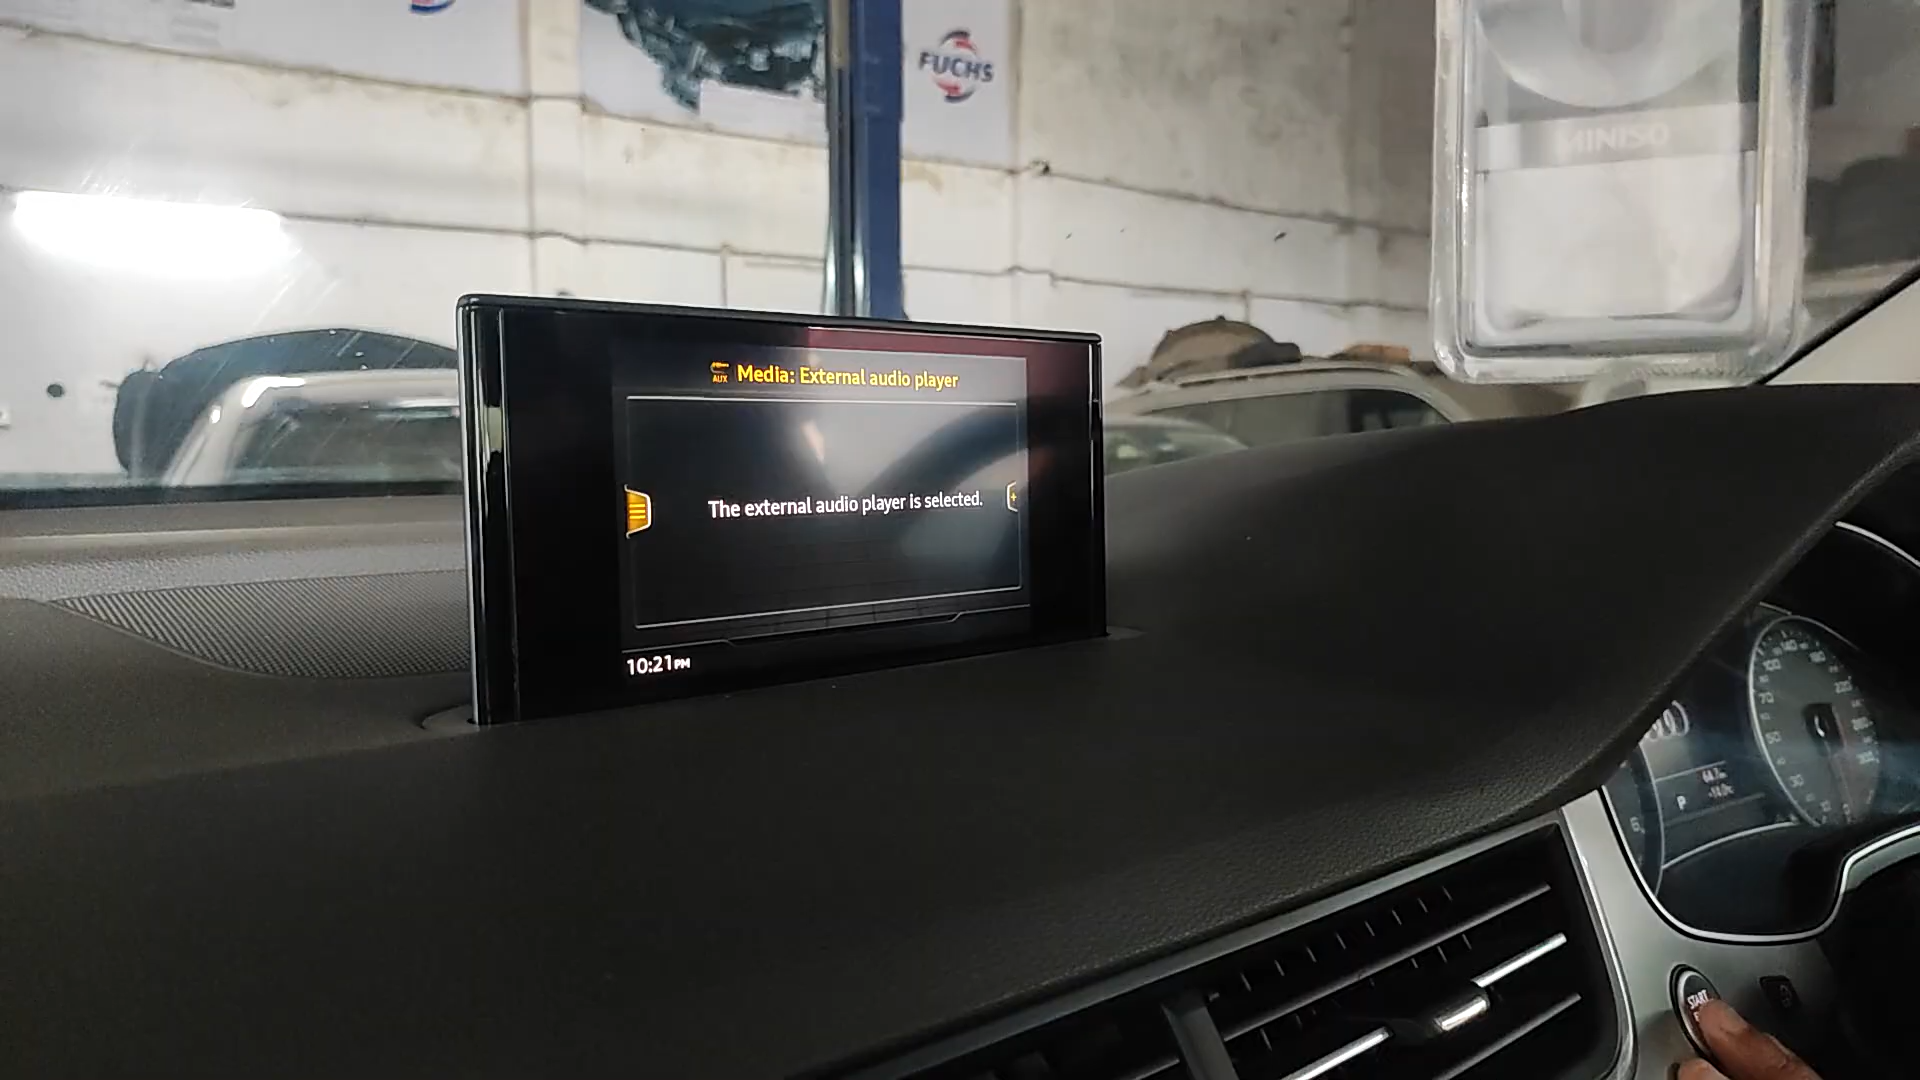 FUCHS
MINISO
AUX Media: External audio player
The external audio player is selected.
10:21PM
P
START